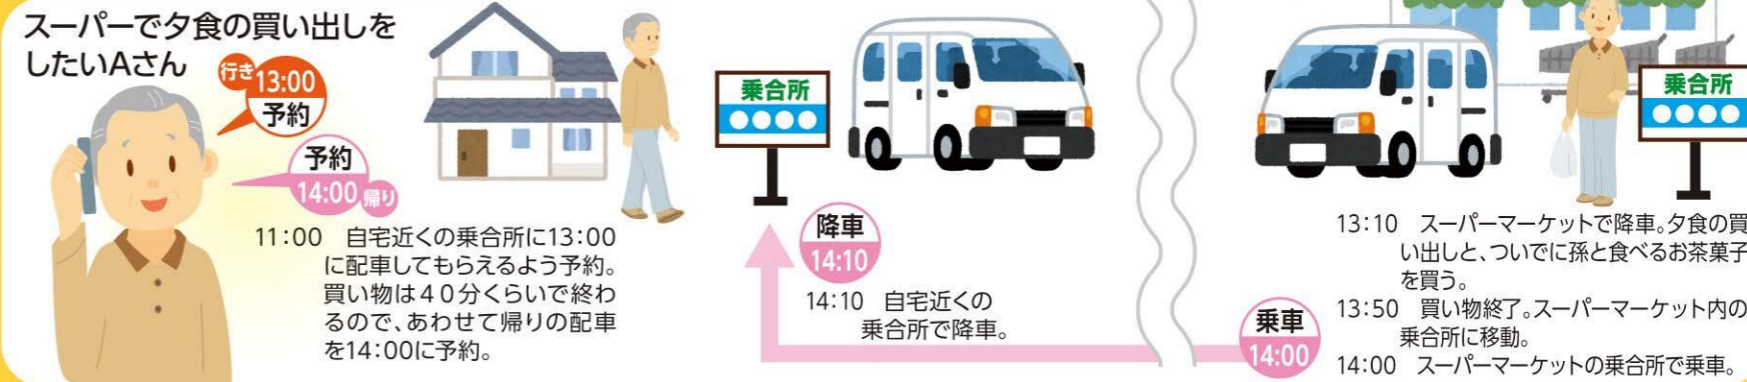 スーパーで夕食の買い出しを
したいAさん
行き
13:00
予約
予約
14:00
帰り
11:00 自宅近くの乗合所に13:00
に配車してもらえるよう予約。
買い物は４０分くらいで終わ
るので、あわせて帰りの配車
を14:00に予約。
乗合所
●●●●
降車
14:10
14:10 自宅近くの
乗合所で降車。
乗合所
●●●●
乗車
14:00
13:10 スーパーマーケットで降車。夕食の買
い出しと、ついでに孫と食べるお茶菓子
を買う。
13:50 買い物終了。スーパーマーケット内の
乗合所に移動。
14:00 スーパーマーケットの乗合所で乗車。